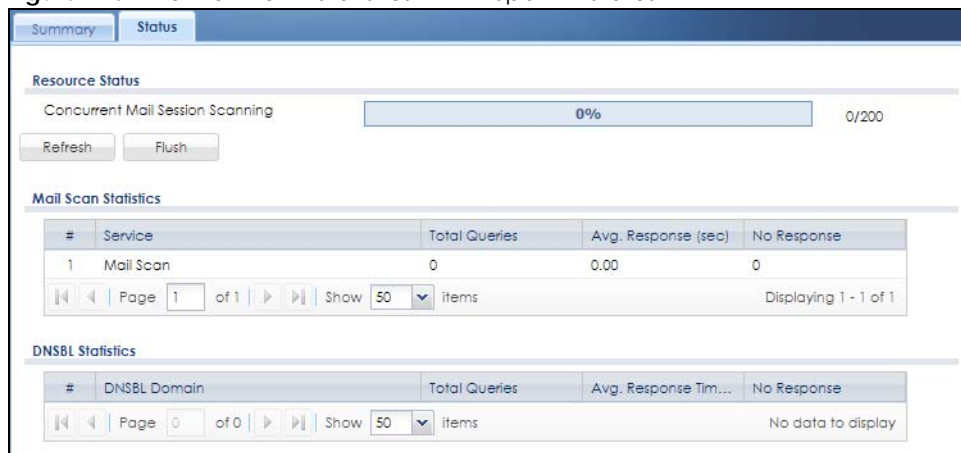 Summary Status
Resource Status
Concurrent Mail Session Scanning 0% 0/200
Refresh Flush
Mail Scan Statistics
# Service Total Queries Avg. Response (sec) No Response
1 Mail Scan 0 0.00 0
Page 1 of 1 Show 50 items Displaying 1 - 1 of 1
DNSBL Statistics
# DNSBL Domain Total Queries Avg. Response Tim... No Response
Page 0 of 0 Show 50 items No data to display